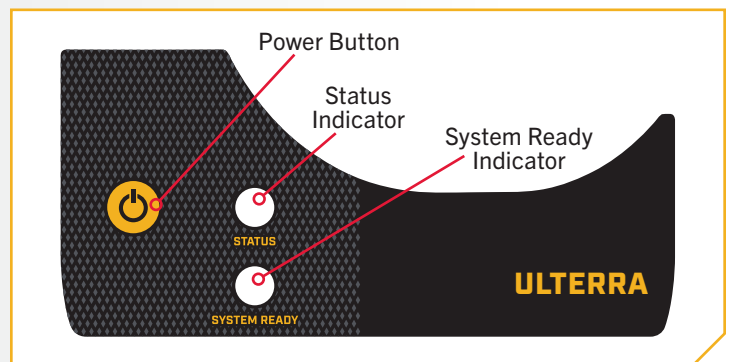 Power Button
Status
Indicator
System Ready
Indicator
STATUS
ULTERRA
SYSTEM READY